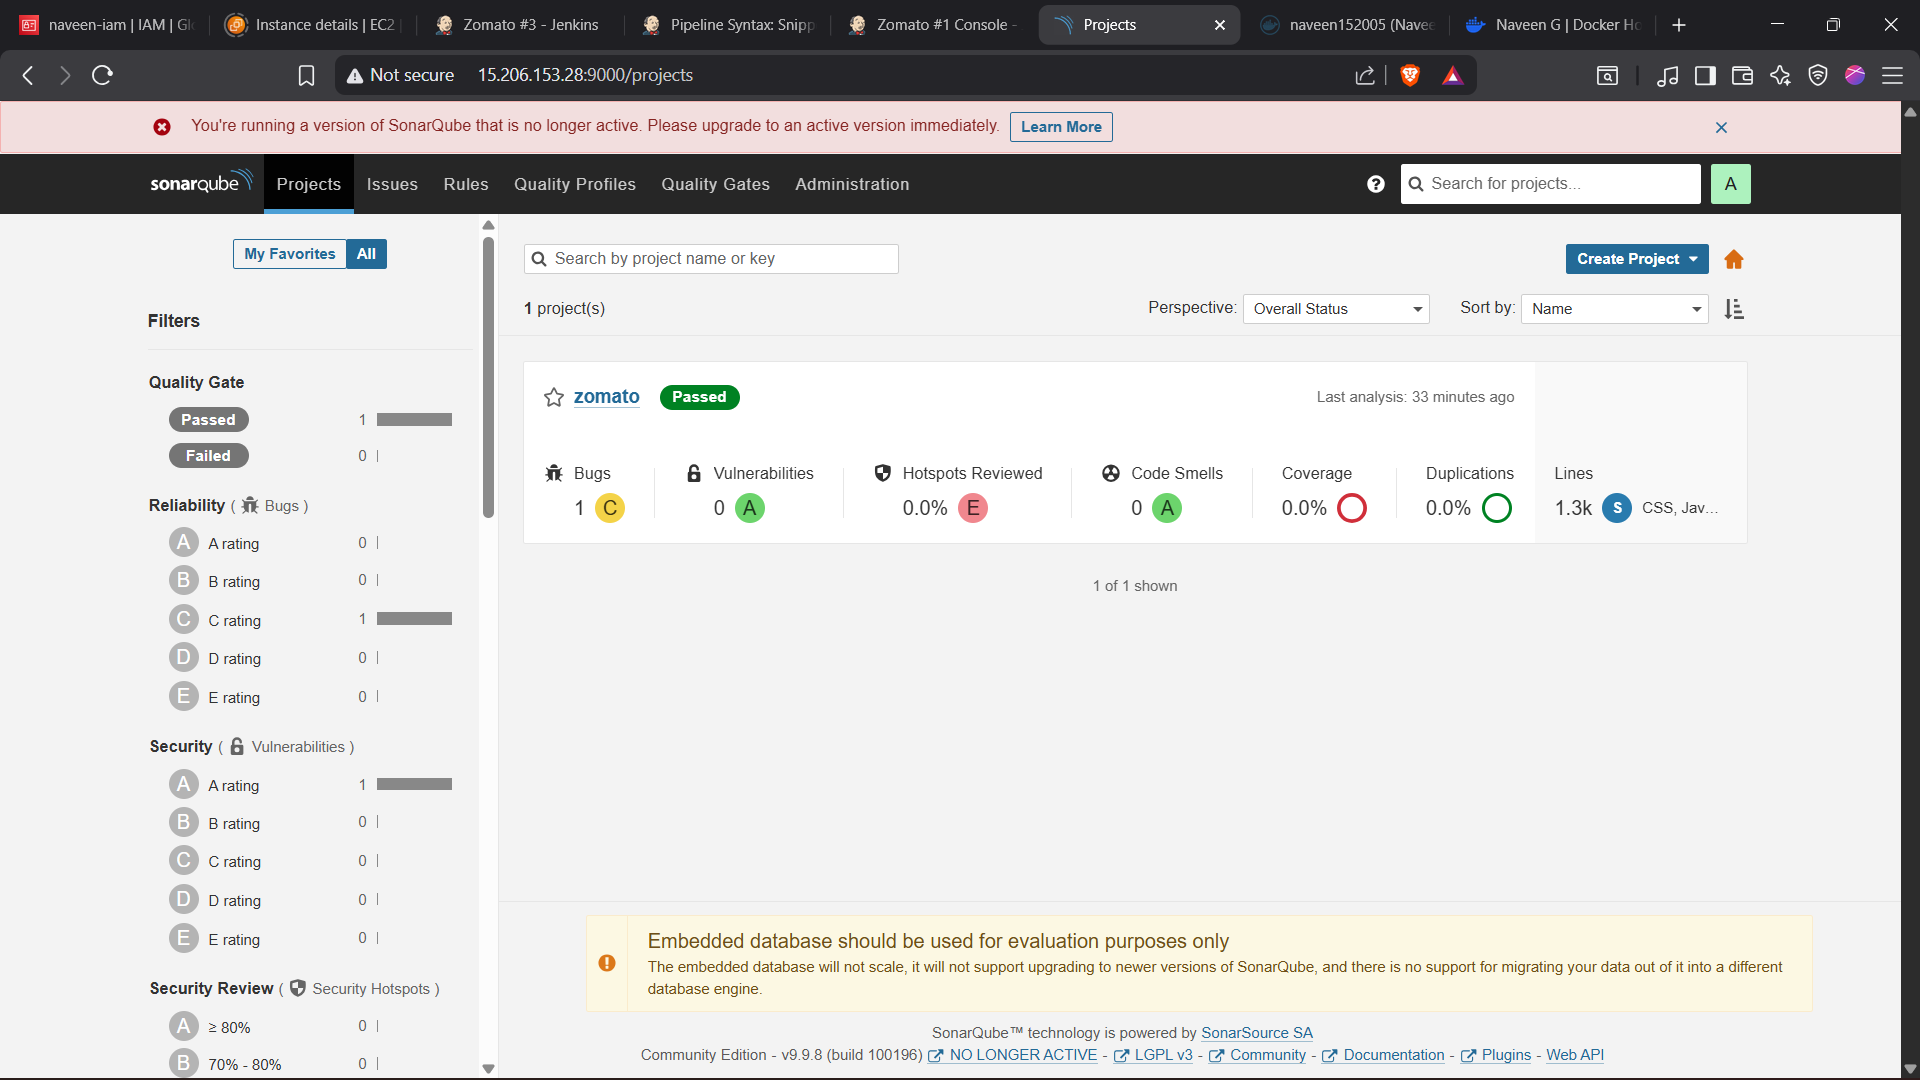 naveen-iam | IAM | Gl
Instance details | EC2
Zomato #3 - Jenkins
Pipeline Syntax: Snipp
Zomato #1 Console -
Projects
naveen152005 (Navee
Naveen G | Docker Ho
Not secure 15.206.153.28:9000/projects
You're running a version of SonarQube that is no longer active. Please upgrade to an active version immediately. Learn More
sonarqube Projects Issues Rules Quality Profiles Quality Gates Administration Search for projects... A
My Favorites All
Search by project name or key
Create Project
1 project(s)
Perspective: Overall Status
Sort by: Name
Filters
Quality Gate
Passed 1
Failed 0
Reliability ( Bugs )
A A rating 0
B B rating 0
C C rating 1
D D rating 0
E E rating 0
Security ( Vulnerabilities )
A A rating 1
B B rating 0
C C rating 0
D D rating 0
E E rating 0
Security Review ( Security Hotspots )
A ≥ 80% 0
B 70% - 80% 0
zomato Passed
Last analysis: 33 minutes ago
Bugs Vulnerabilities Hotspots Reviewed Code Smells Coverage Duplications Lines
1 C 0 A 0.0% E 0 A 0.0% 0.0% 1.3k S CSS, Jav...
1 of 1 shown
Embedded database should be used for evaluation purposes only
The embedded database will not scale, it will not support upgrading to newer versions of SonarQube, and there is no support for migrating your data out of it into a different
database engine.
SonarQube™ technology is powered by SonarSource SA
Community Edition - v9.9.8 (build 100196) NO LONGER ACTIVE - LGPL v3 - Community - Documentation - Plugins - Web API